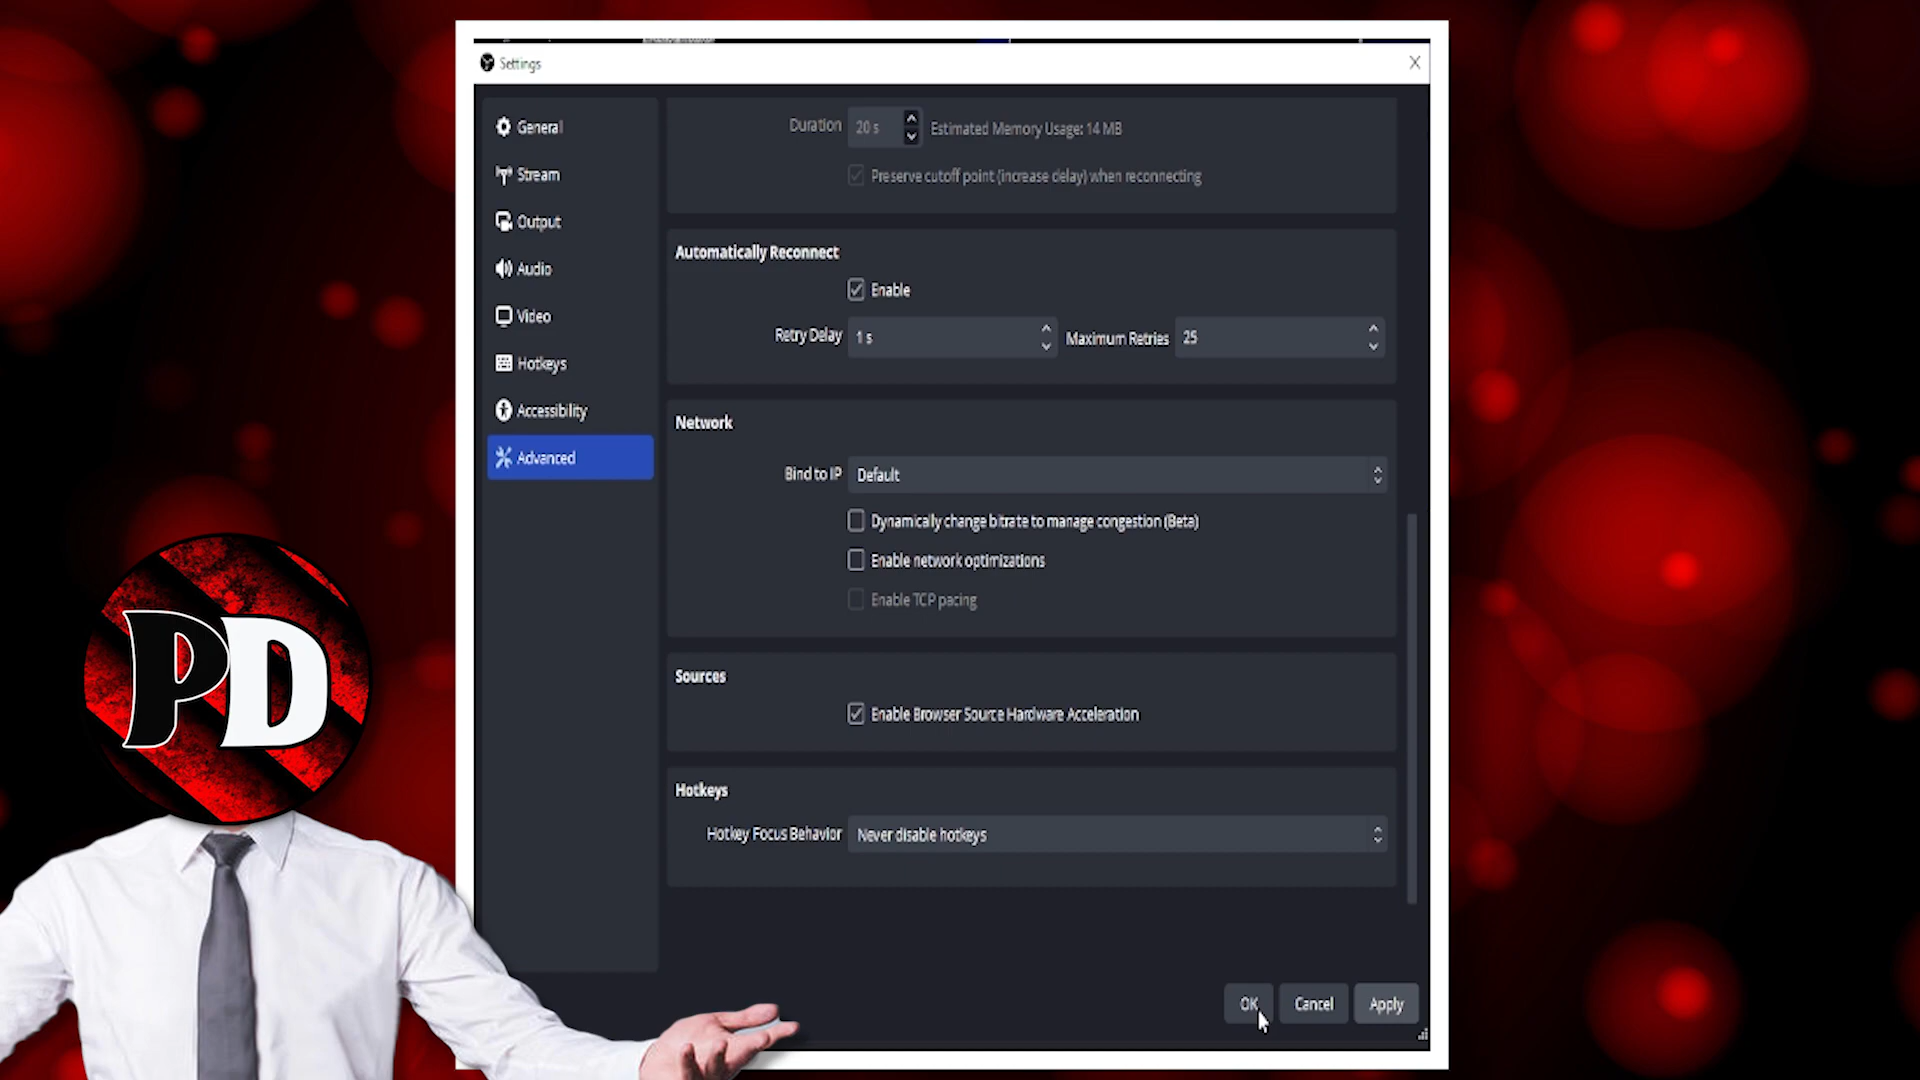 Settings
General
Stream
Output
Audio
Video
Hotkeys
Accessibility
Advanced
Duration 20 s Estimated Memory Usage: 14 MB
Preserve cutoff point (increase delay) when reconnecting
Automatically Reconnect
Enable
Retry Delay 1 s Maximum Retries 25
Network
Bind to IP Default
Dynamically change bitrate to manage congestion (Beta)
Enable network optimizations
Enable TCP pacing
Sources
Enable Browser Source Hardware Acceleration
Hotkeys
Hotkey Focus Behavior Never disable hotkeys
OK Cancel Apply
PD